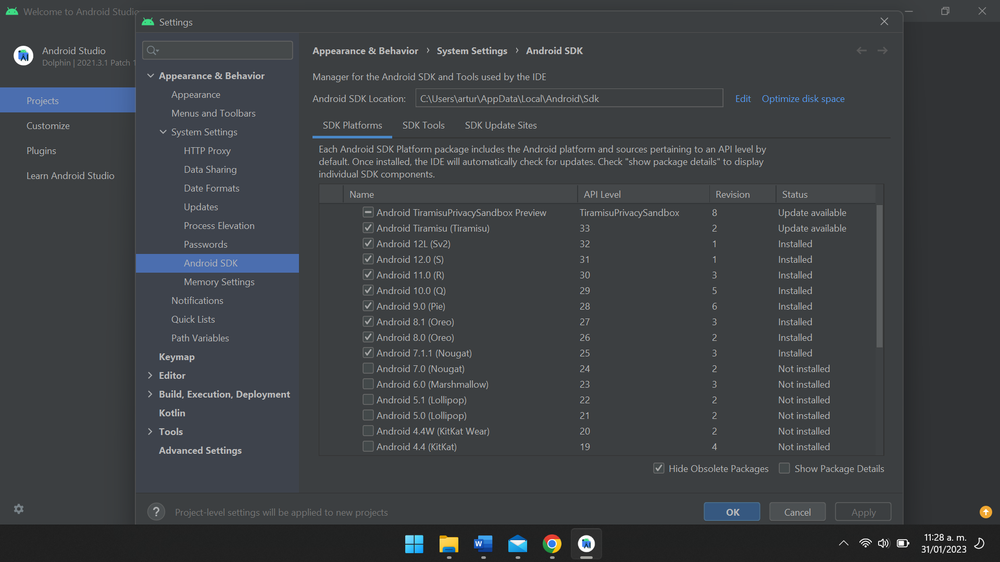 Welcome to Android Studio
Settings
Android Studio
Dolphin | 2021.3.1 Patch 1
Projects
Customize
Plugins
Learn Android Studio
Appearance & Behavior
Appearance
Menus and Toolbars
System Settings
HTTP Proxy
Data Sharing
Date Formats
Updates
Process Elevation
Passwords
Android SDK
Memory Settings
Notifications
Quick Lists
Path Variables
Keymap
Editor
Build, Execution, Deployment
Kotlin
Tools
Advanced Settings
Appearance & Behavior › System Settings › Android SDK
Manager for the Android SDK and Tools used by the IDE
Android SDK Location: C:\Users\artur\AppData\Local\Android\Sdk Edit Optimize disk space
SDK Platforms SDK Tools SDK Update Sites
Each Android SDK Platform package includes the Android platform and sources pertaining to an API level by
default. Once installed, the IDE will automatically check for updates. Check "show package details" to display
individual SDK components.
Name API Level Revision Status
Android TiramisuPrivacySandbox Preview TiramisuPrivacySandbox 8 Update available
Android Tiramisu (Tiramisu) 33 2 Update available
Android 12L (Sv2) 32 1 Installed
Android 12.0 (S) 31 1 Installed
Android 11.0 (R) 30 3 Installed
Android 10.0 (Q) 29 5 Installed
Android 9.0 (Pie) 28 6 Installed
Android 8.1 (Oreo) 27 3 Installed
Android 8.0 (Oreo) 26 2 Installed
Android 7.1.1 (Nougat) 25 3 Installed
Android 7.0 (Nougat) 24 2 Not installed
Android 6.0 (Marshmallow) 23 3 Not installed
Android 5.1 (Lollipop) 22 2 Not installed
Android 5.0 (Lollipop) 21 2 Not installed
Android 4.4W (KitKat Wear) 20 2 Not installed
Android 4.4 (KitKat) 19 4 Not installed
Hide Obsolete Packages Show Package Details
? Project-level settings will be applied to new projects
OK Cancel Apply
W
11:28 a. m.
31/01/2023